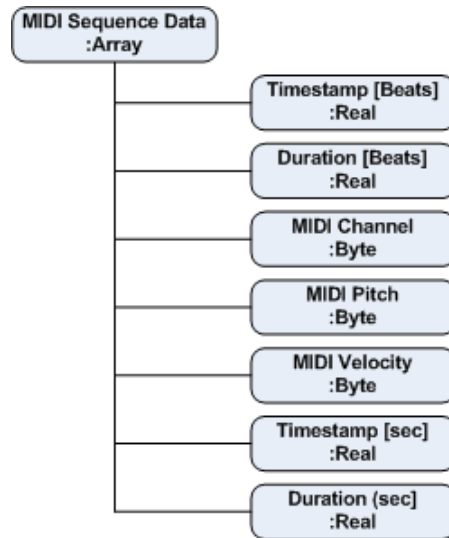 MIDI Sequence Data
:Array
Timestamp [Beats]
:Real
Duration [Beats]
:Real
MIDI Channel
:Byte
MIDI Pitch
:Byte
MIDI Velocity
:Byte
Timestamp [sec]
:Real
Duration (sec]
:Real